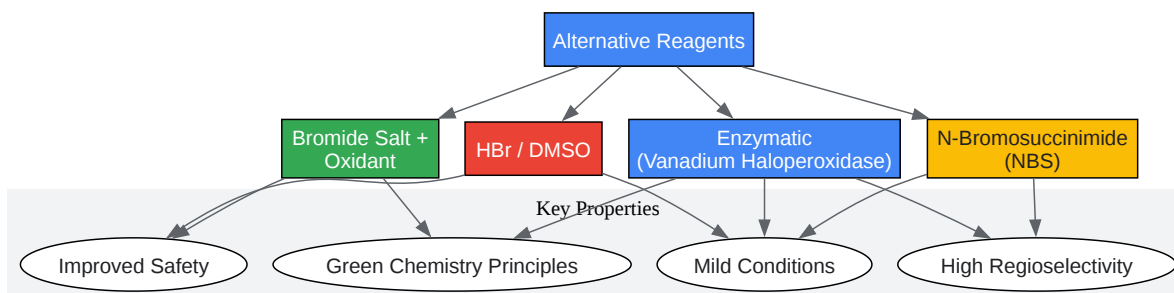 Alternative Reagents
Bromide Salt +
Oxidant
HBr / DMSO
Enzymatic
(Vanadium Haloperoxidase)
N-Bromosuccinimide
(NBS)
Key Properties
Improved Safety
Green Chemistry Principles
Mild Conditions
High Regioselectivity